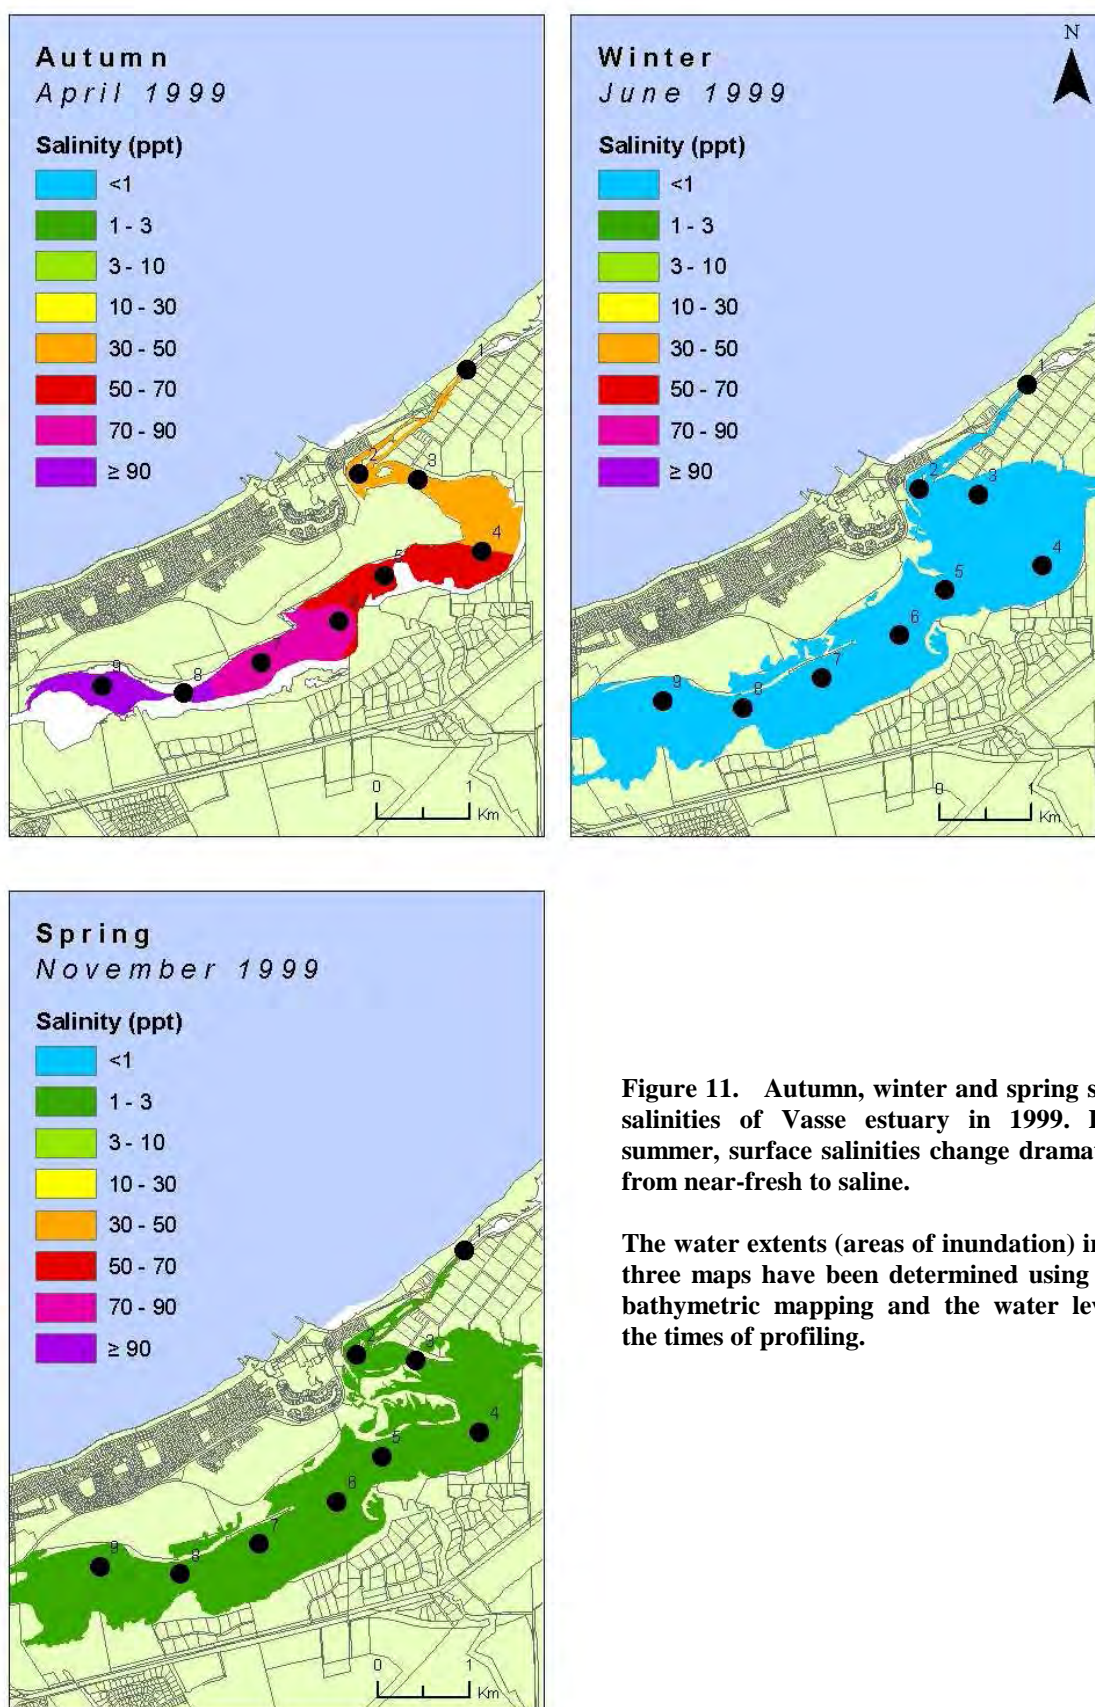 Autumn
April 1999
Salinity (ppt)
<1
1 - 3
3 - 10
10 - 30
30 - 50
50 - 70
70 - 90
≥ 90
1
2
3
4
5
8
9
0 1
Km
Winter
June 1999
N
Salinity (ppt)
<1
1 - 3
3 - 10
10 - 30
30 - 50
50 - 70
70 - 90
≥ 90
1
2
3
4
5
6
7
8
9
0 1
Km
Spring
November 1999
Salinity (ppt)
<1
1 - 3
3 - 10
10 - 30
30 - 50
50 - 70
70 - 90
≥ 90
1
2
3
4
5
6
7
8
9
0 1
Km
Figure 11. Autumn, winter and spring
salinities of Vasse estuary in 1999.
summer, surface salinities change
from near-fresh to saline.
The water extents (areas of inundation)
three maps have been determined using
bathymetric mapping and the water
the times of profiling.